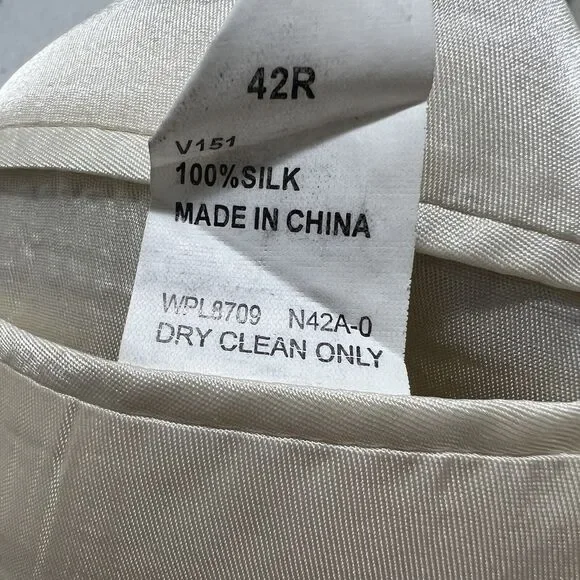 42R
V151
100%SILK
MADE IN CHINA
WPL8709 N42A-0
DRY CLEAN ONLY